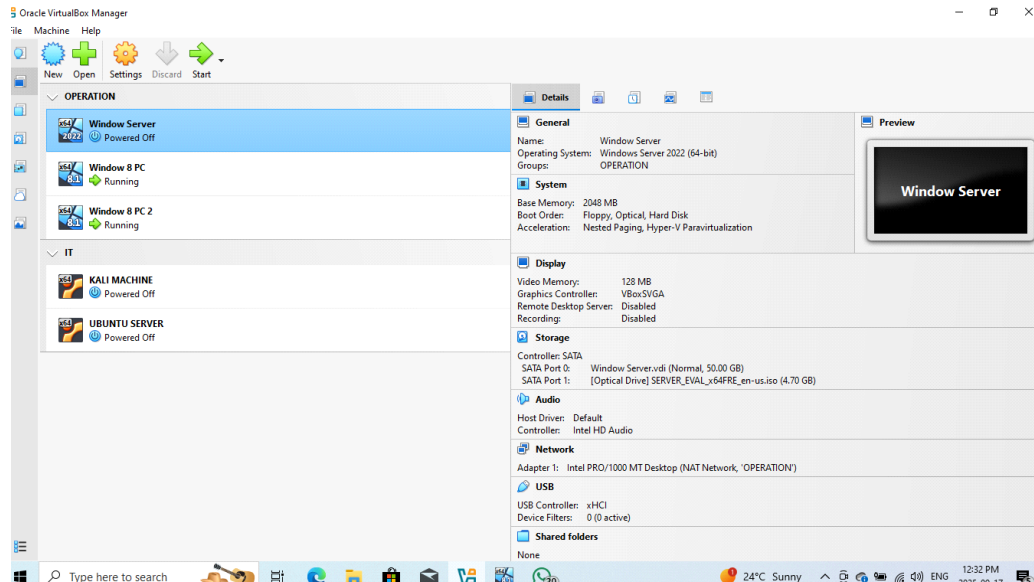 Oracle VirtualBox Manager
File Machine Help
New Open Settings Discard Start
OPERATION
Window Server
Powered Off
Window 8 PC
Running
Window 8 PC 2
Running
IT
KALI MACHINE
Powered Off
UBUNTU SERVER
Powered Off
Details
General
Name: Window Server
Operating System: Windows Server 2022 (64-bit)
Groups: OPERATION
System
Base Memory: 2048 MB
Boot Order: Floppy, Optical, Hard Disk
Acceleration: Nested Paging, Hyper-V Paravirtualization
Preview
Window Server
Display
Video Memory: 128 MB
Graphics Controller: VBoxSVGA
Remote Desktop Server: Disabled
Recording: Disabled
Storage
Controller: SATA
SATA Port 0: Window Server.vdi (Normal, 50.00 GB)
SATA Port 1: [Optical Drive] SERVER_EVAL_x64FRE_en-us.iso (4.70 GB)
Audio
Host Driver: Default
Controller: Intel HD Audio
Network
Adapter 1: Intel PRO/1000 MT Desktop (NAT Network, 'OPERATION')
USB
USB Controller: xHCI
Device Filters: 0 (0 active)
Shared folders
None
Type here to search
24°C Sunny
ENG
12:32 PM